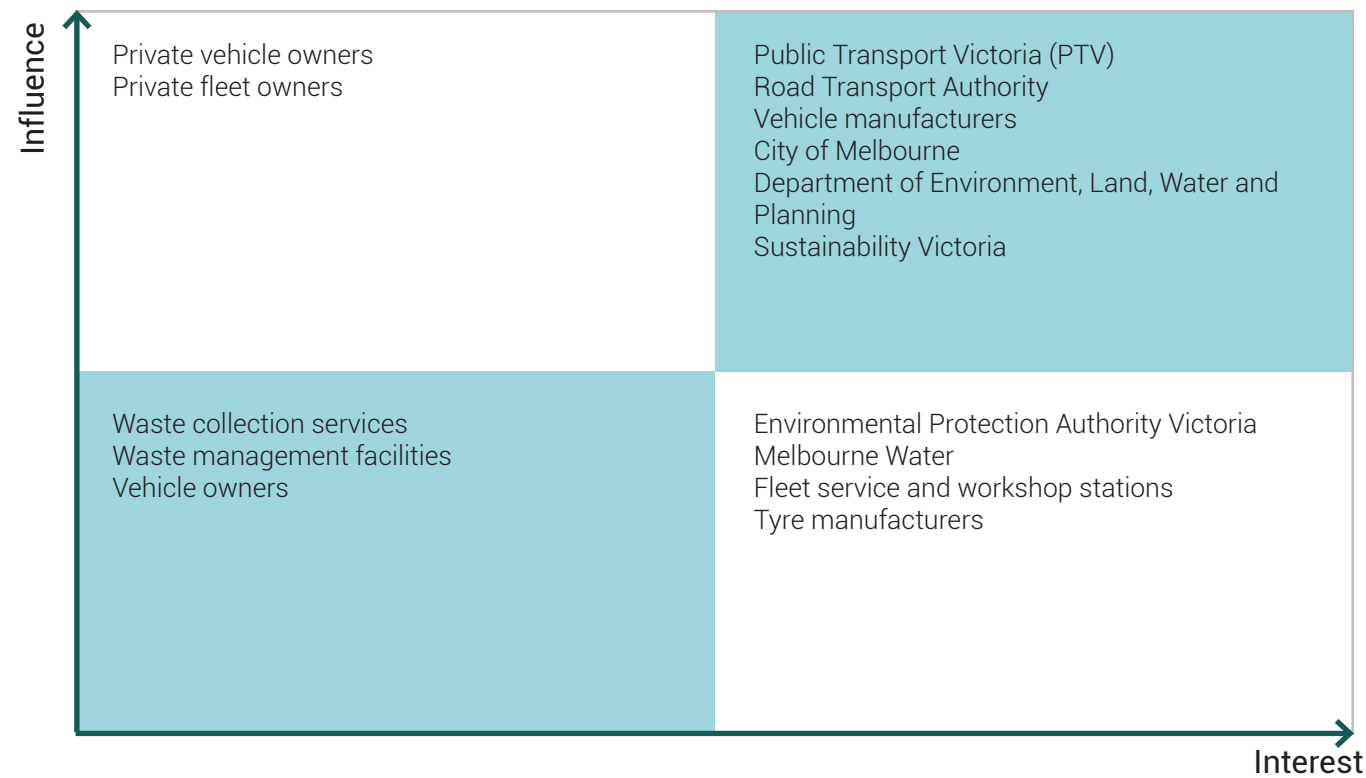 Influence
Private vehicle owners
Private fleet owners
Public Transport Victoria (PTV)
Road Transport Authority
Vehicle manufacturers
City of Melbourne
Department of Environment, Land, Water and
Planning
Sustainability Victoria
Waste collection services
Waste management facilities
Vehicle owners
Environmental Protection Authority Victoria
Melbourne Water
Fleet service and workshop stations
Tyre manufacturers
Interest